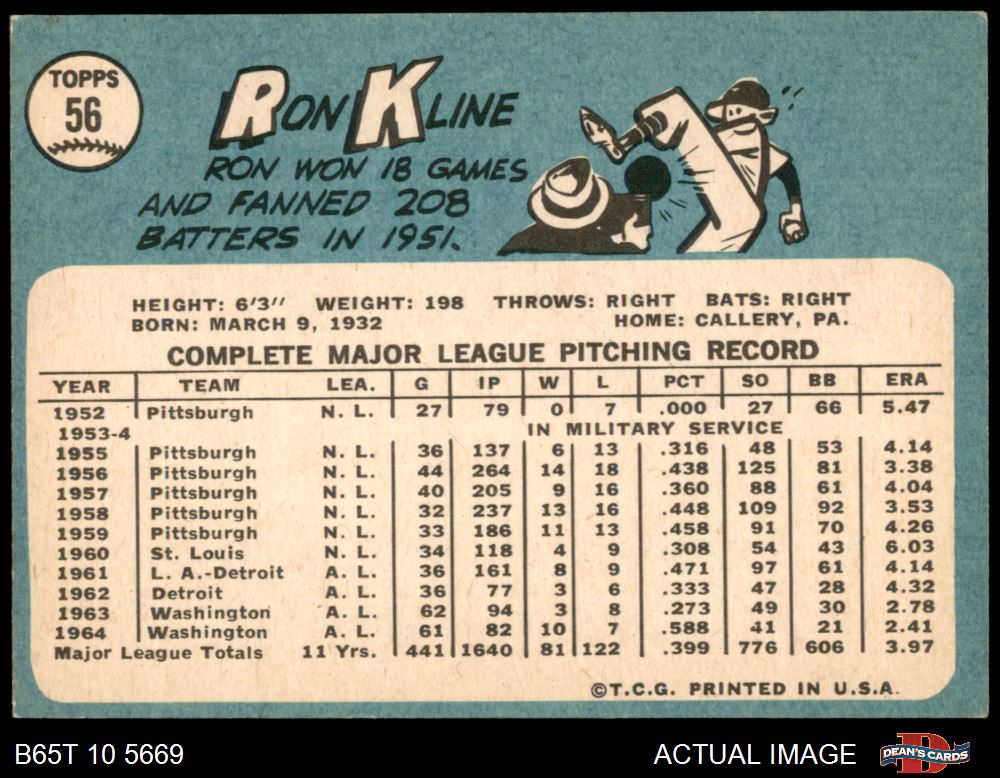 TOPPS
56
RON KLINE
RON WON 18 GAMES
AND FANNED 208
BATTERS IN 1951.
HEIGHT: 6'3" WEIGHT: 198 THROWS: RIGHT BATS: RIGHT
BORN: MARCH 9, 1932 HOME: CALLERY, PA.
COMPLETE MAJOR LEAGUE PITCHING RECORD
YEAR TEAM LEA. G IP W L PCT SO BB ERA
1952 Pittsburgh N. L. 27 79 0 7 .000 27 66 5.47
1953-4 IN MILITARY SERVICE
1955 Pittsburgh N. L. 36 137 6 13 .316 48 53 4.14
1956 Pittsburgh N. L. 44 264 14 18 .438 125 81 3.38
1957 Pittsburgh N. L. 40 205 9 16 .360 88 61 4.04
1958 Pittsburgh N. L. 32 237 13 16 .448 109 92 3.53
1959 Pittsburgh N. L. 33 186 11 13 .458 91 70 4.26
1960 St. Louis N. L. 34 118 4 9 .308 54 43 6.03
1961 L. A.-Detroit A. L. 36 161 8 9 .471 97 61 4.14
1962 Detroit A. L. 36 77 3 6 .333 47 28 4.32
1963 Washington A. L. 62 94 3 8 .273 49 30 2.78
1964 Washington A. L. 61 82 10 7 .588 41 21 2.41
Major League Totals 11 Yrs. 441 1640 81 122 .399 776 606 3.97
©T.C.G. PRINTED IN U.S.A.
B65T 10 5669 ACTUAL IMAGE DEAN'S CARDS